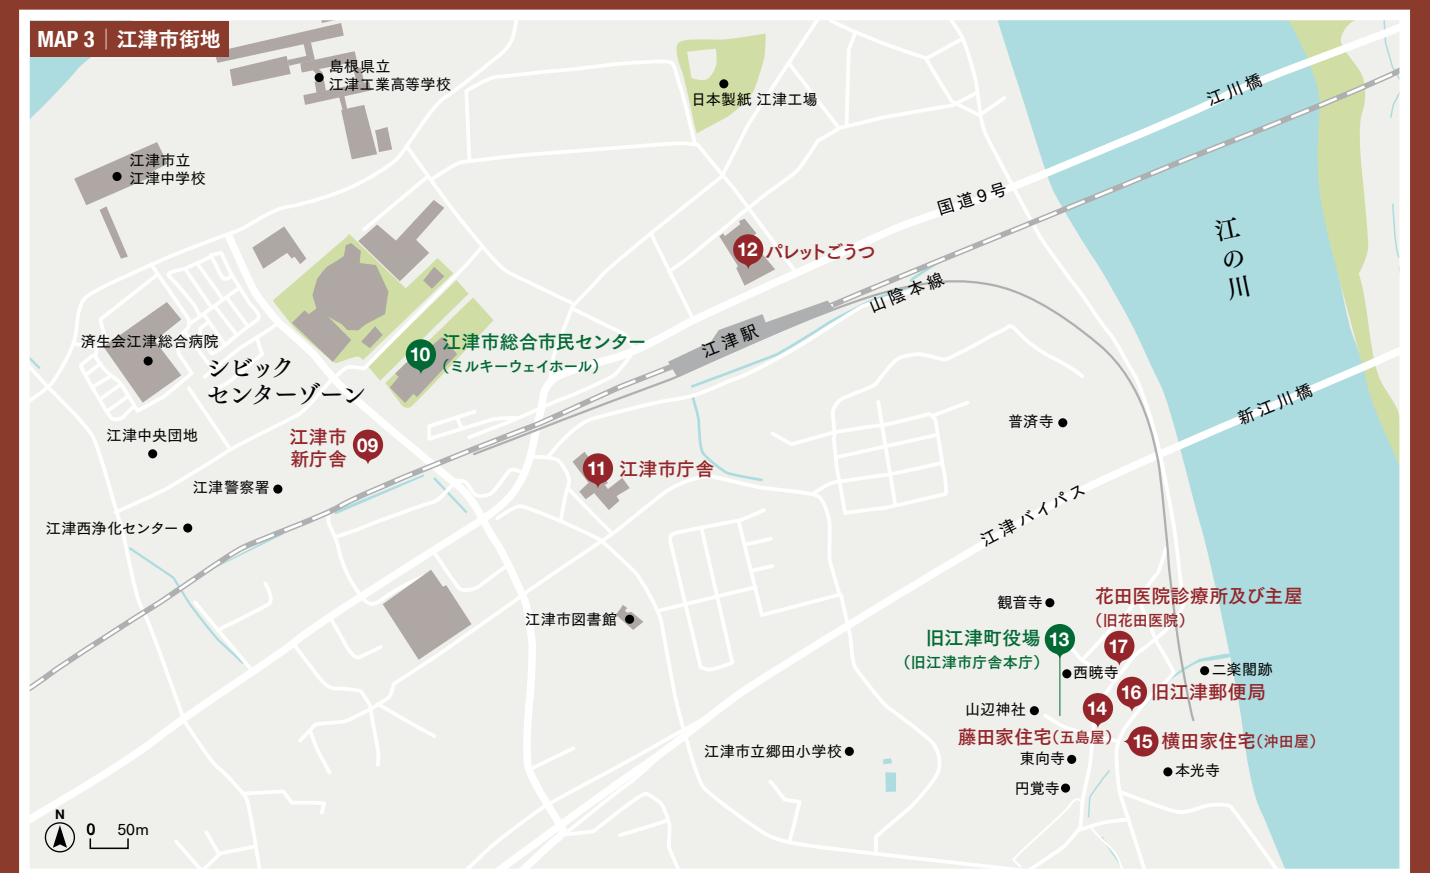 MAP 3｜江津市街地
島根県立
江津工業高等学校
日本製紙 江津工場
江川橋
江津市立
江津中学校
国道9号
江の川
12 パレットごうつ
山陰本線
江津駅
済生会江津総合病院
10 江津市総合市民センター
（ミルキーウェイホール）
シビック
センターゾーン
新江川橋
普済寺
江津中央団地
江津市
新庁舎
09
11 江津市庁舎
江津警察署
江津西浄化センター
江津バイパス
観音寺
花田医院診療所及び主屋
（旧花田医院）
17
江津市図書館
旧江津町役場
（旧江津市庁舎本庁）
13
西暁寺
二楽閣跡
16 旧江津郵便局
山辺神社
14
藤田家住宅（五島屋）
15 横田家住宅（沖田屋）
江津市立郷田小学校
東向寺
本光寺
円覚寺
N
0 50m